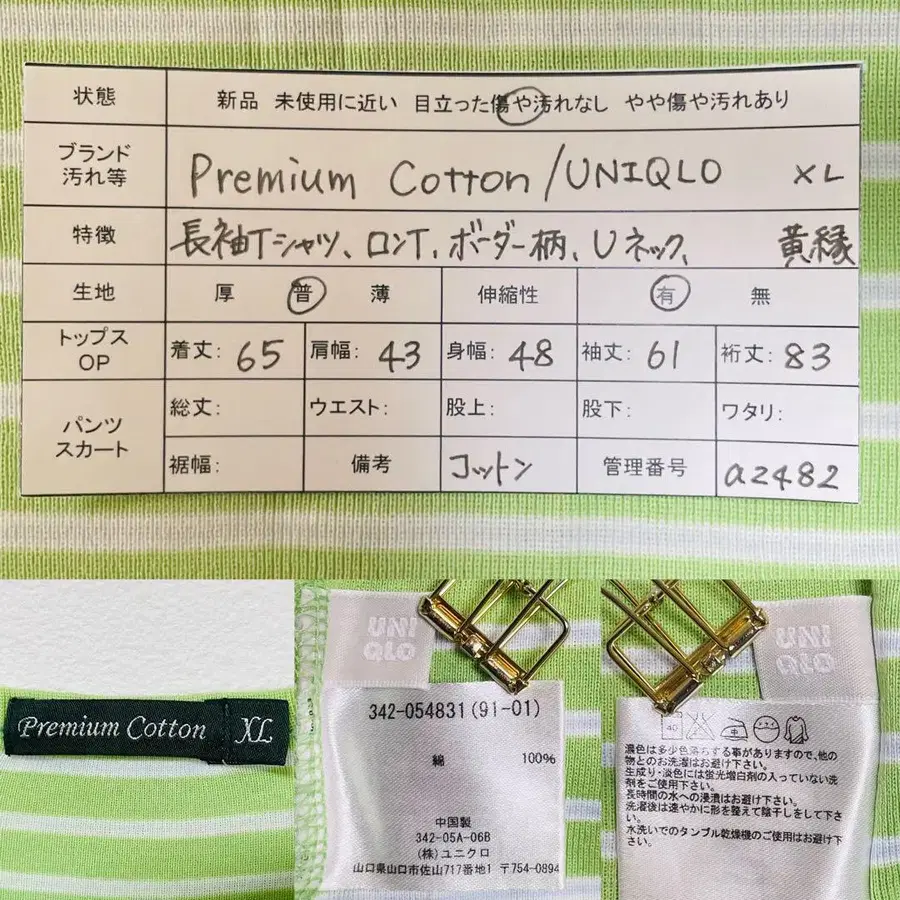 状態 新品 未使用に近い 目立った傷や汚れなし やや傷や汚れあり
ブランド
汚れ等 Premium Cotton/UNIQLO XL
特徴 長袖Tシャツ、ロンT、ボーダー柄、Uネック、 黄緑
生地 厚 普 薄 伸縮性 有 無
トップス
OP 着丈: 65 肩幅: 43 身幅: 48 袖丈: 61 裄丈: 83
パンツ
スカート 総丈: ウエスト: 股上: 股下: ワタリ:
裾幅: 備考 コットン 管理番号 a2482
Premium Cotton XL
UNI
QLO
342-054831 (91-01)
綿 100%
中国製
342-05A-06B
(株)ユニクロ
山口県山口市佐山717番地1 〒754-0894
UNI
QLO
40 中
濃色は多少色落ちする事がありますので、他の
物とのお洗濯はお避け下さい。
生成り・淡色には蛍光増白剤の入っていない洗
剤をご使用下さい。
長時間の水への浸漬はお避け下さい。
洗濯後は速やかに形を整えて陰干しをして下さ
い。
水洗いでのタンブル乾燥機のご使用はお避け下
さい。